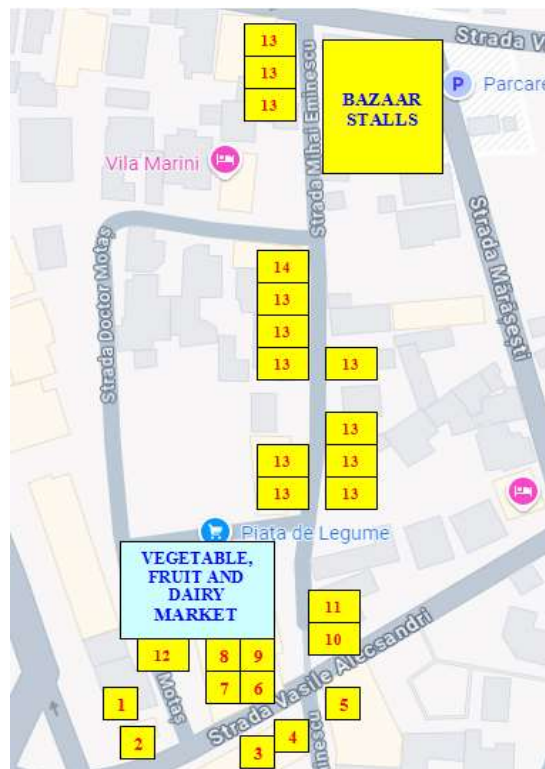 Strada V
13
13
13
BAZAAR
STALLS
P
Parcare
Vila Marini
Strada Mihai Eminescu
Strada Doctor Motaș
Strada Mărășești
14
13
13
13
13
13
13
13
13
13
Piata de Legume
VEGETABLE,
FRUIT AND
DAIRY
MARKET
11
10
12
8
9
7
6
1
2
Motaș
Strada Vasile Alecsandri
5
4
3
inescu